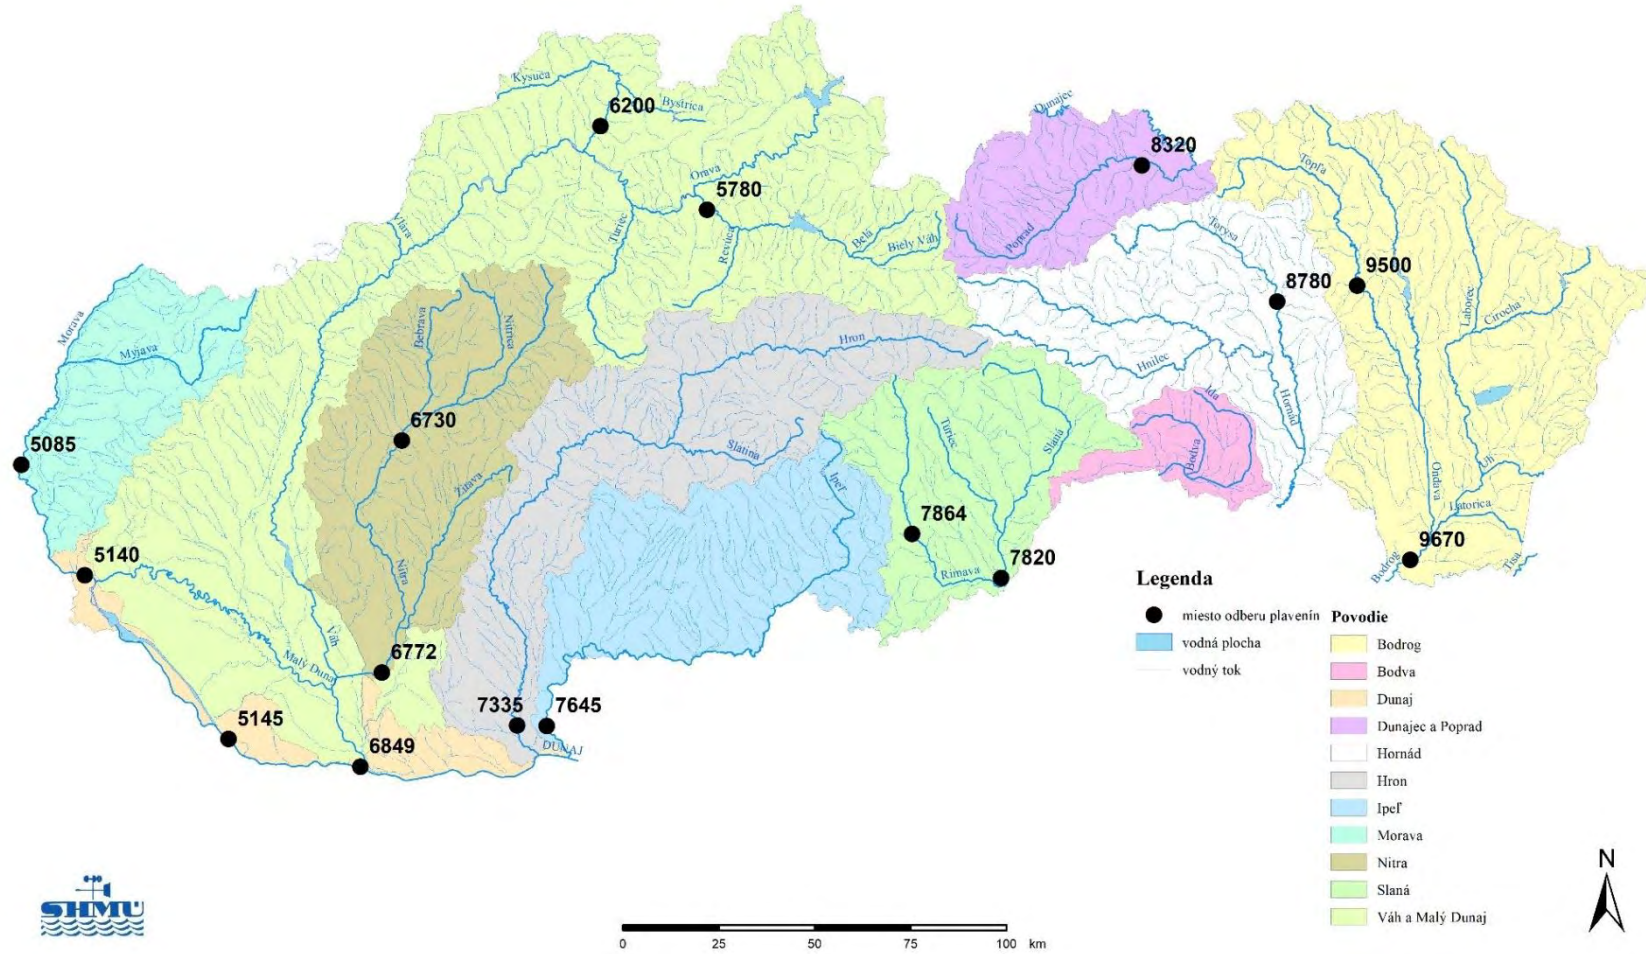 Kysuca
Bystrica
6200
Dunajec
8320
Topľa
Orava
5780
Vlára
Turiec
Revúca
Belá
Biely Váh
Poprad
Torysa
9500
8780
Laborec
Cirocha
Morava
Myjava
Bebrava
Nitrica
Hron
Hnilec
Ida
Hornád
6730
5085
Turiec
Slaná
Slatina
Bodva
Žitava
Ipeľ
Uh
Ondava
Latorica
7864
9670
5140
7820
Rimava
Bodrog
Tisa
Nitra
Váh
Malý Dunaj
6772
5145
7335
7645
6849
DUNAJ
Legenda
miesto odberu plavenín
vodná plocha
vodný tok
Povodie
Bodrog
Bodva
Dunaj
Dunajec a Poprad
Hornád
Hron
Ipeľ
Morava
Nitra
Slaná
Váh a Malý Dunaj
N
SHMÚ
0 25 50 75 100 km